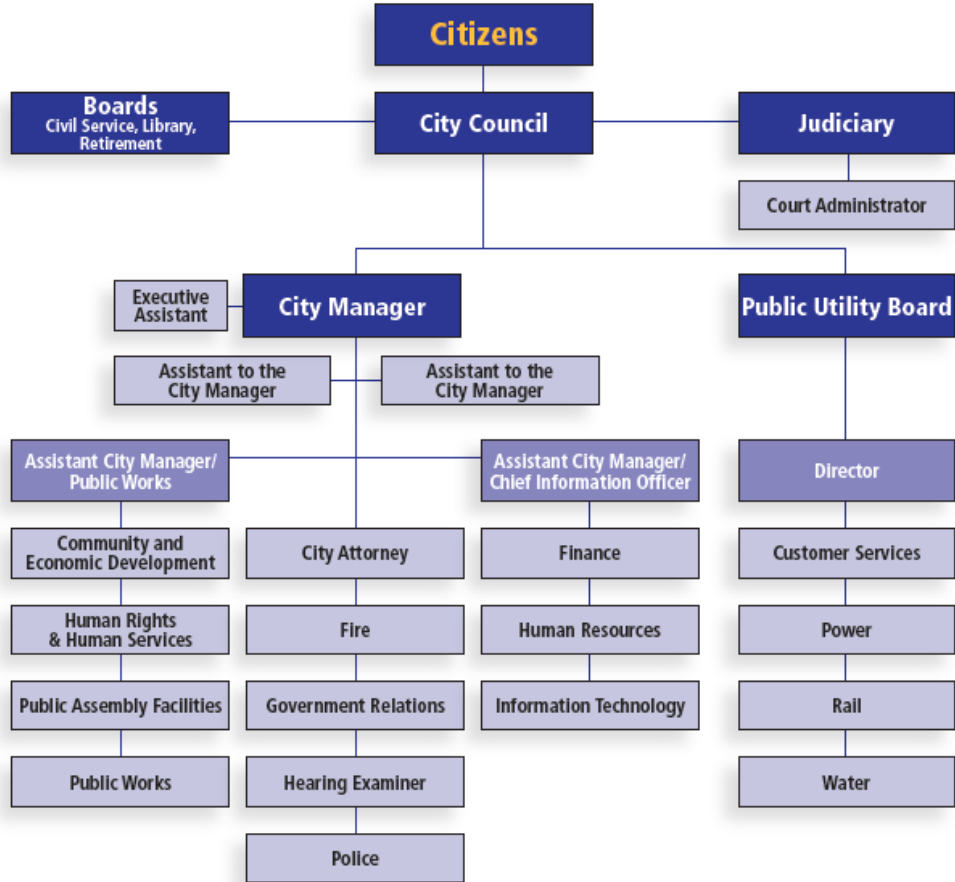 Citizens
Boards
Civil Service, Library,
Retirement
City Council
Judiciary
Court Administrator
Executive
Assistant
City Manager
Public Utility Board
Assistant to the
City Manager
Assistant to the
City Manager
Assistant City Manager/
Public Works
Assistant City Manager/
Chief Information Officer
Director
Community and
Economic Development
City Attorney
Finance
Customer Services
Human Rights
& Human Services
Fire
Human Resources
Power
Public Assembly Facilities
Government Relations
Information Technology
Rail
Public Works
Hearing Examiner
Water
Police